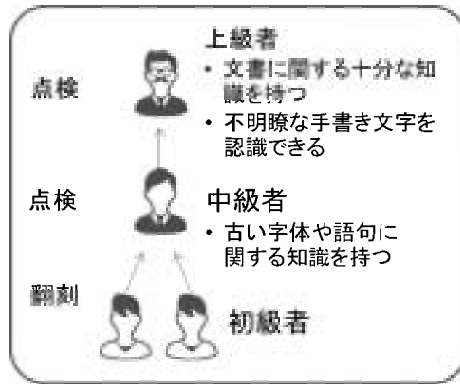 上級者
点検
・ 文書に関する十分な知
識を持つ
・ 不明瞭な手書き文字を
認識できる
点検
中級者
・ 古い字体や語句に
関する知識を持つ
翻刻
初級者